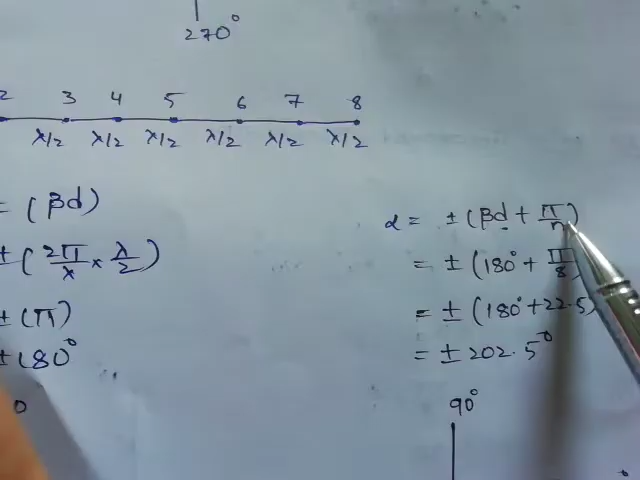 270°
2 3 4 5 6 7 8
λ/2 λ/2 λ/2 λ/2 λ/2 λ/2
= (βd)
± (2π/λ × λ/2)
± (π)
± 180°
α = ± (βd + π/n)
= ± (180° + π/8)
= ± (180° + 22.5)
= ± 202.5°
90°